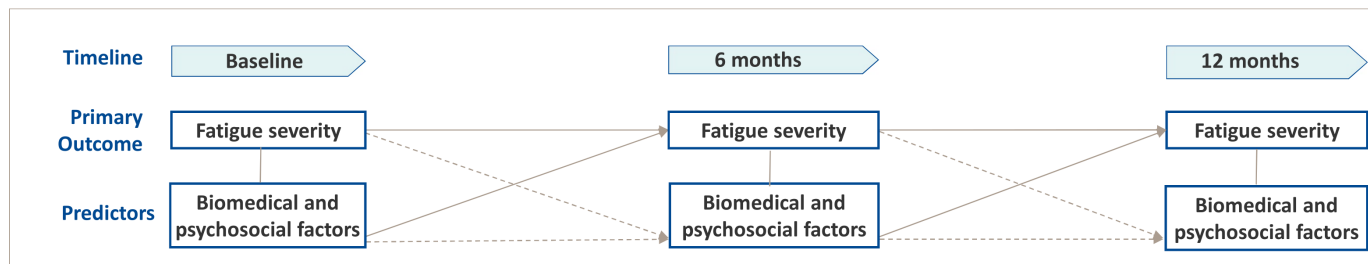 Timeline
Baseline
6 months
12 months
Primary
Outcome
Fatigue severity
Fatigue severity
Fatigue severity
Predictors
Biomedical and
psychosocial factors
Biomedical and
psychosocial factors
Biomedical and
psychosocial factors